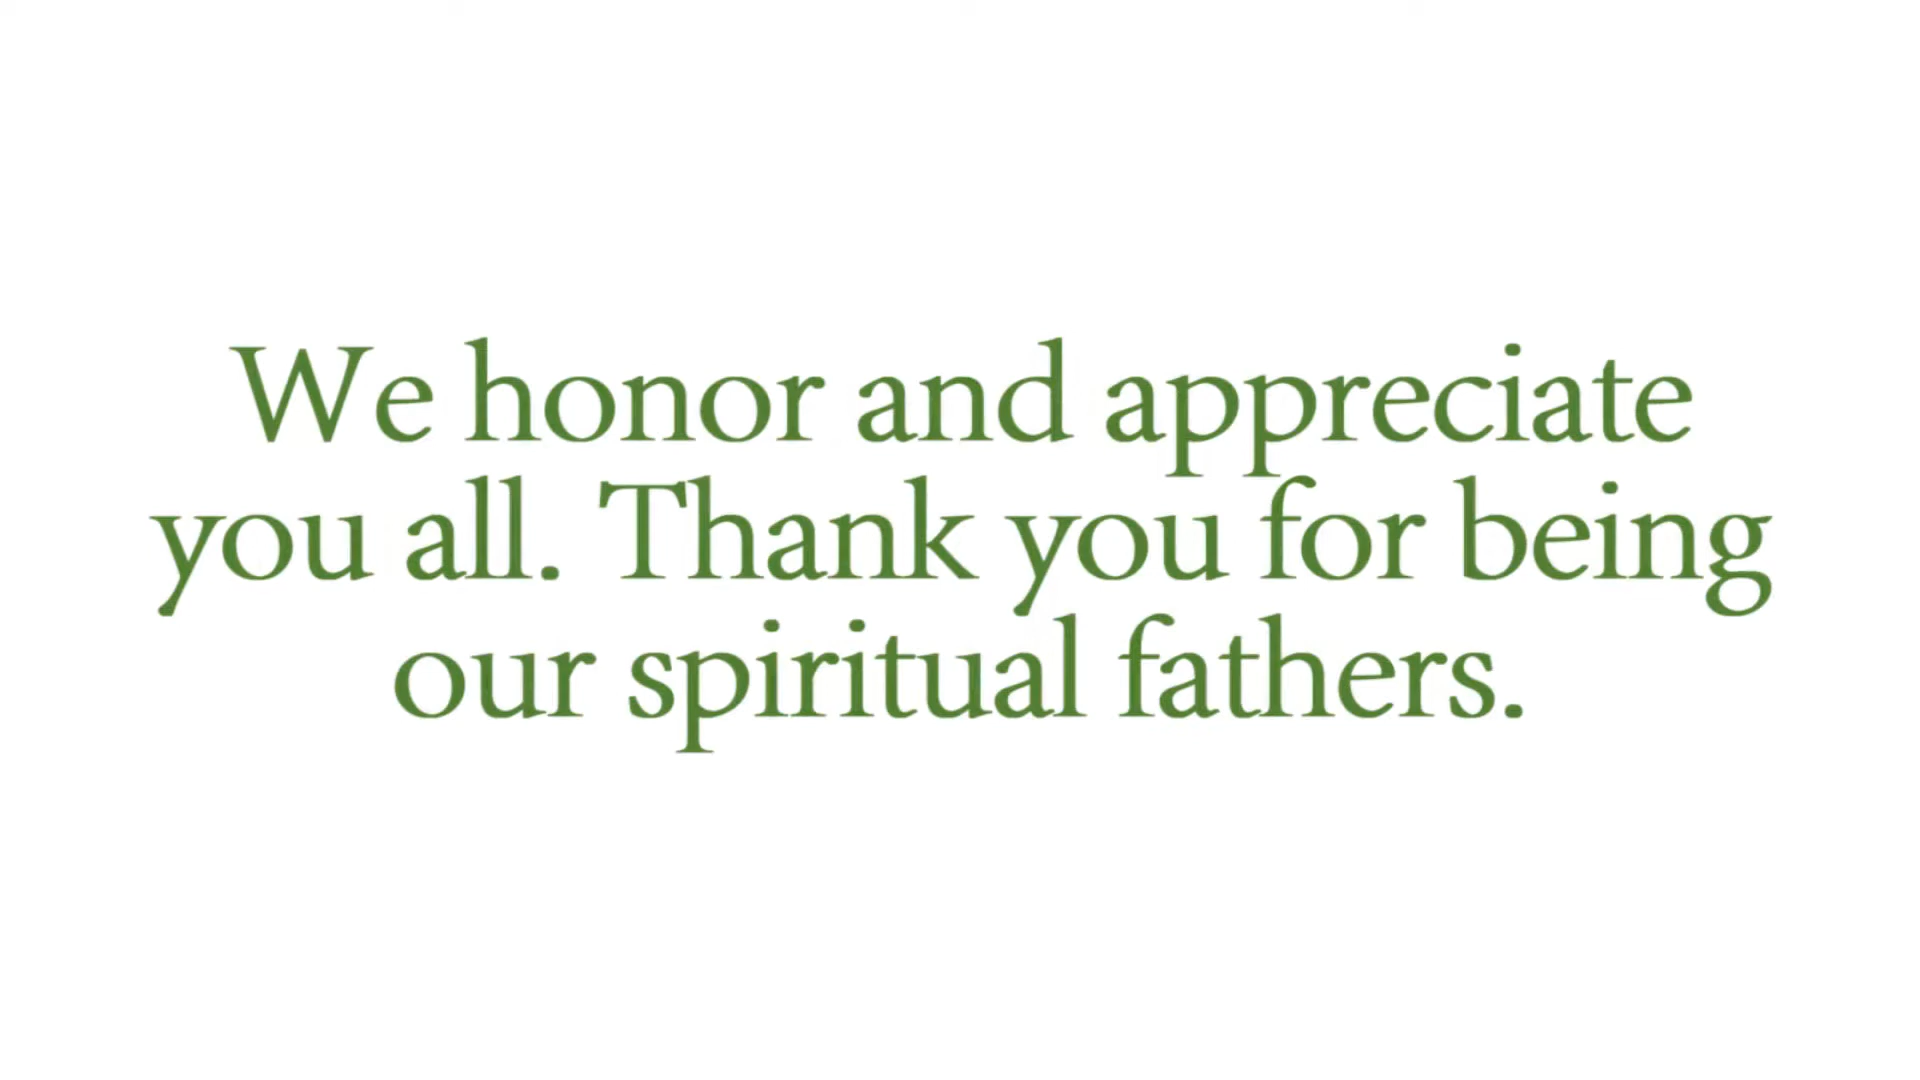 We honor and appreciate
you all. Thank you for being
our spiritual fathers.